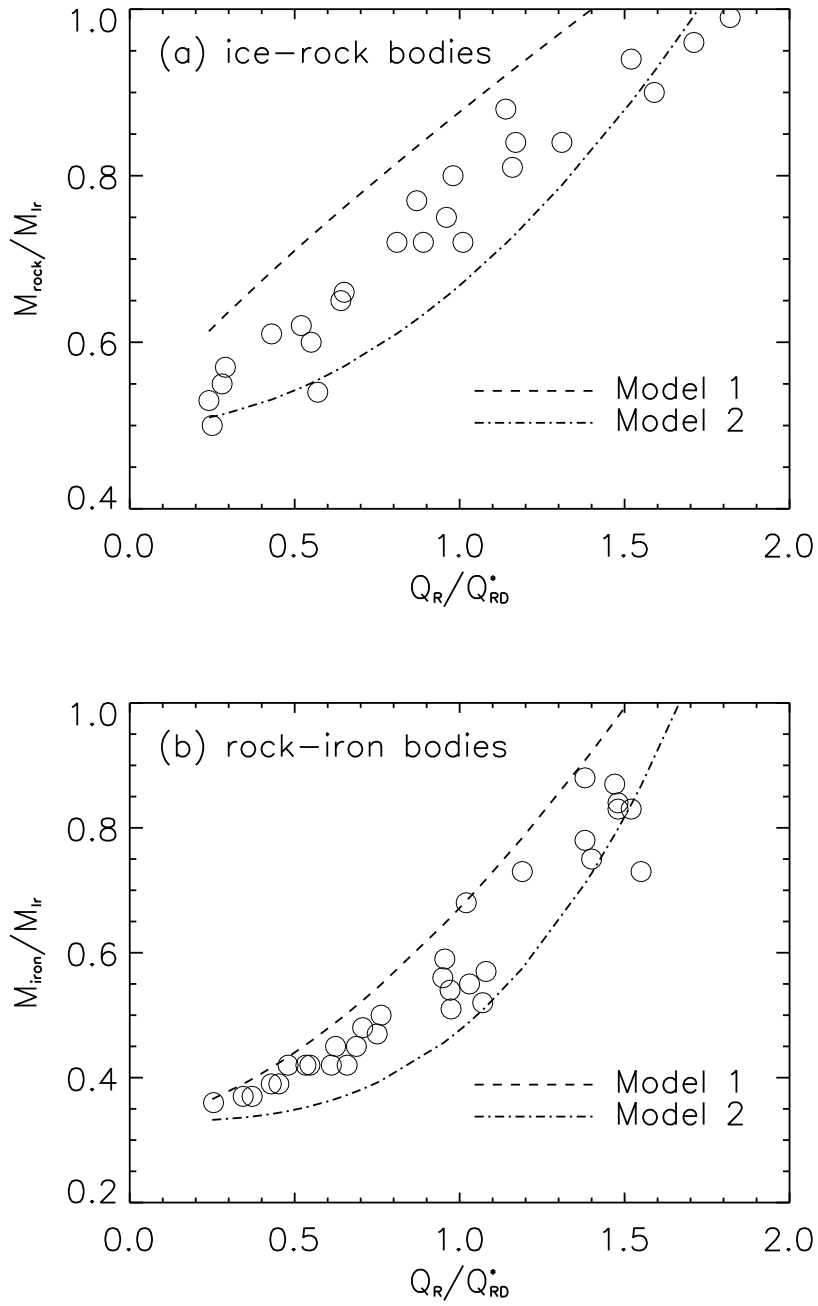 (a) ice–rock bodies
1.0
0.8
0.6
0.4
M_rock/M_lr
Model 1
Model 2
0.0 0.5 1.0 1.5 2.0
Q_R/Q*_RD
(b) rock–iron bodies
1.0
0.8
0.6
0.4
0.2
M_iron/M_lr
Model 1
Model 2
0.0 0.5 1.0 1.5 2.0
Q_R/Q*_RD